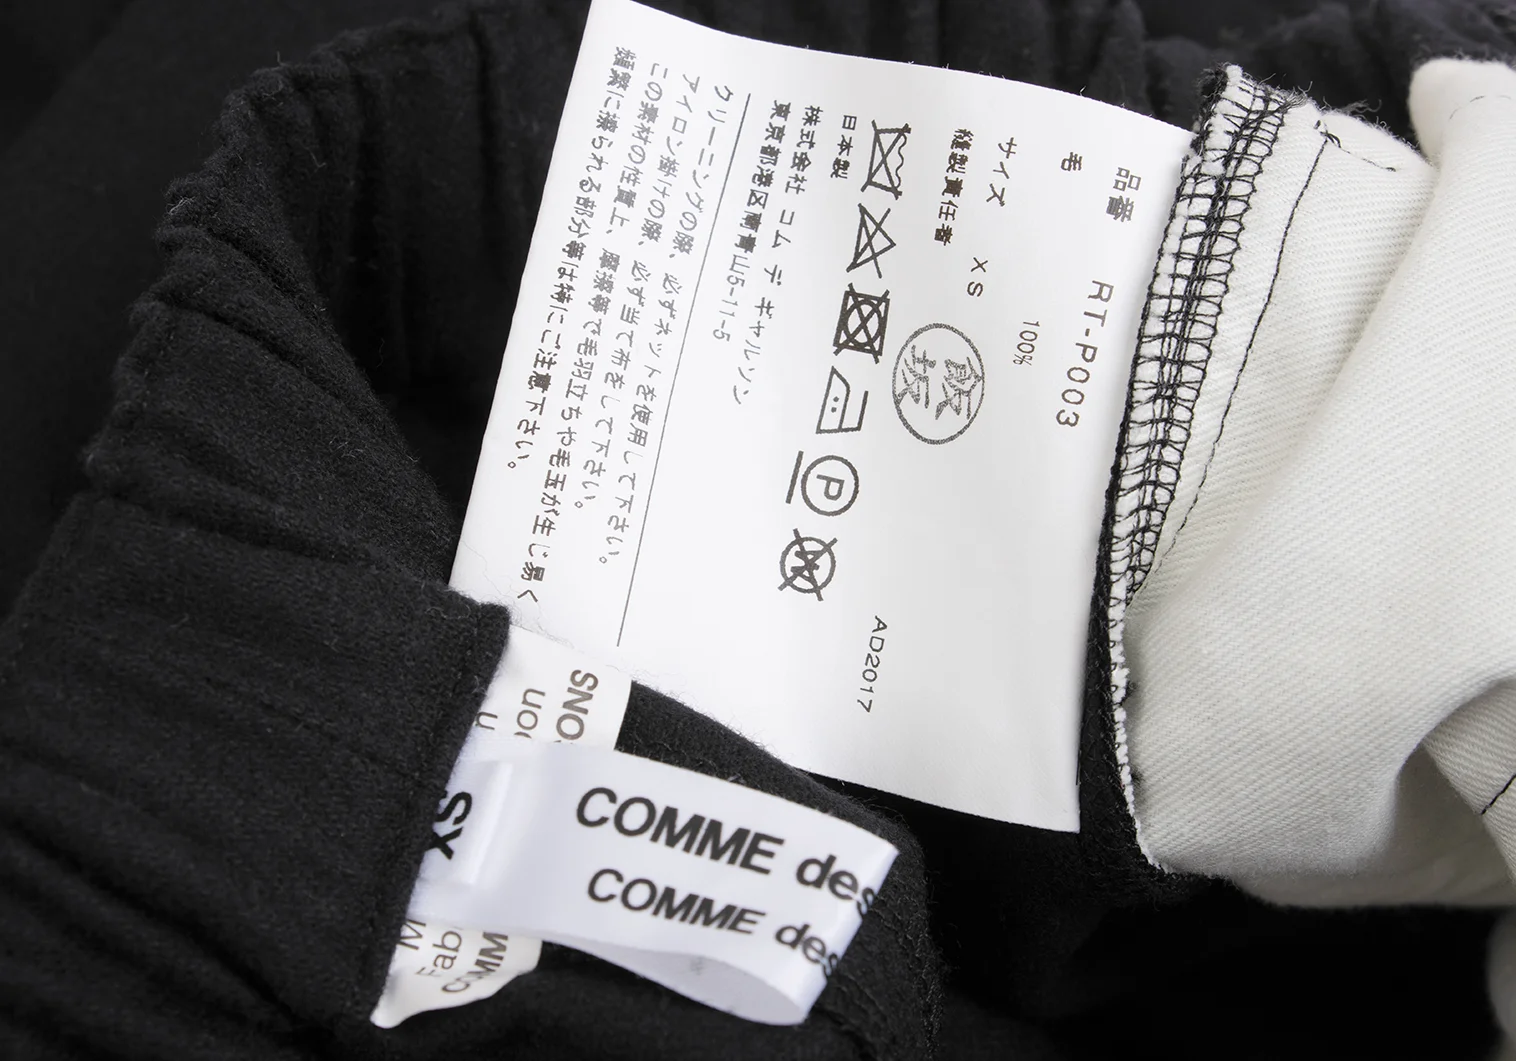 品番 RT-P003
毛 100%
サイズ XS
縫製責任者 飯坂
P
W
AD2017
日本製
株式会社 コム デ ギャルソン
東京都港区南青山5-11-5
クリーニングの際、必ずネットを使用して下さい。
アイロン掛けの際、必ず当て布をして下さい。
この素材の性質上、摩擦等で毛羽立ちや毛玉が生じ易く
頻繁に擦られる部分等は特にご注意下さい。
SNO
XS
COMME des
COMME des
M
Fab
COMM